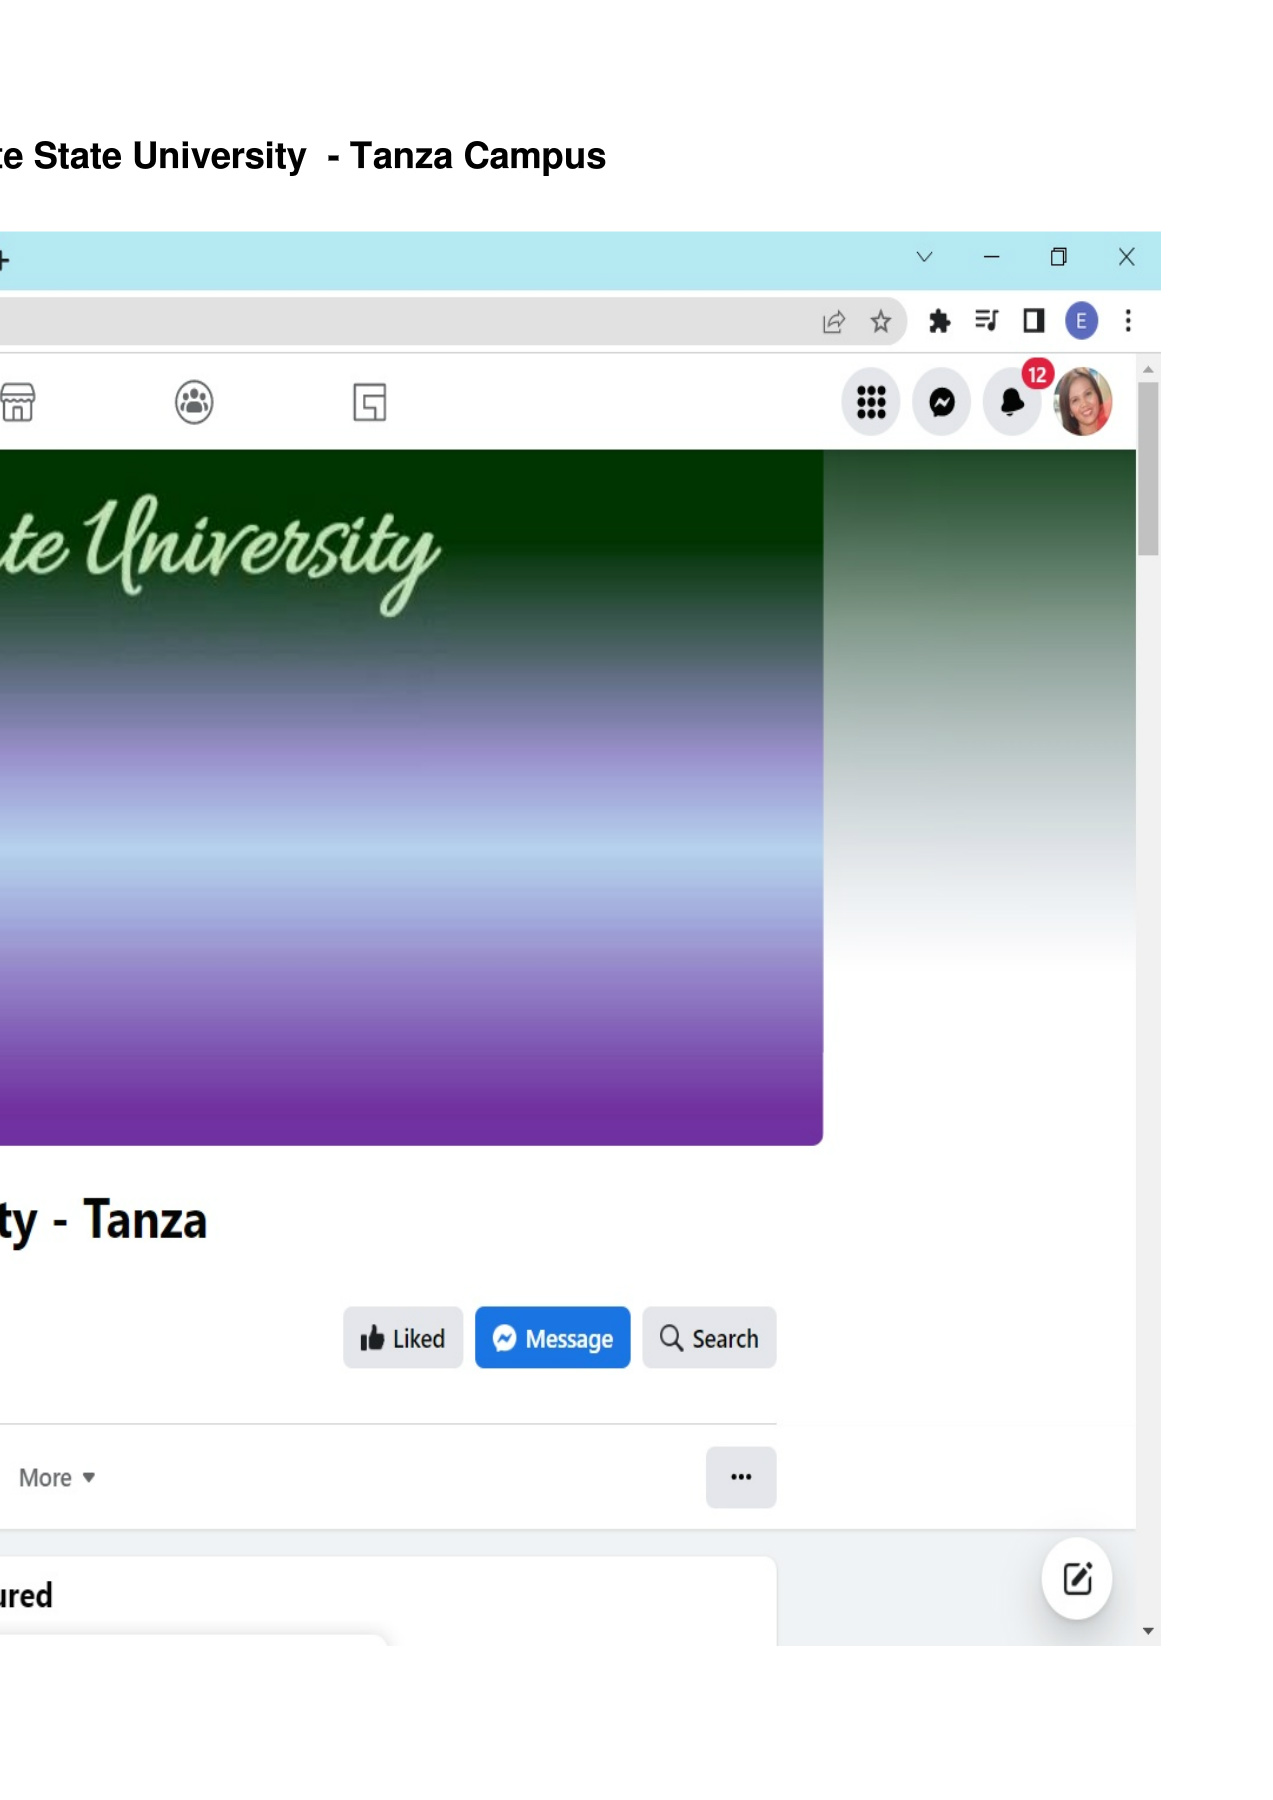 te State University - Tanza Campus
E
12
te University
ty - Tanza
Liked Message Search
More
ured